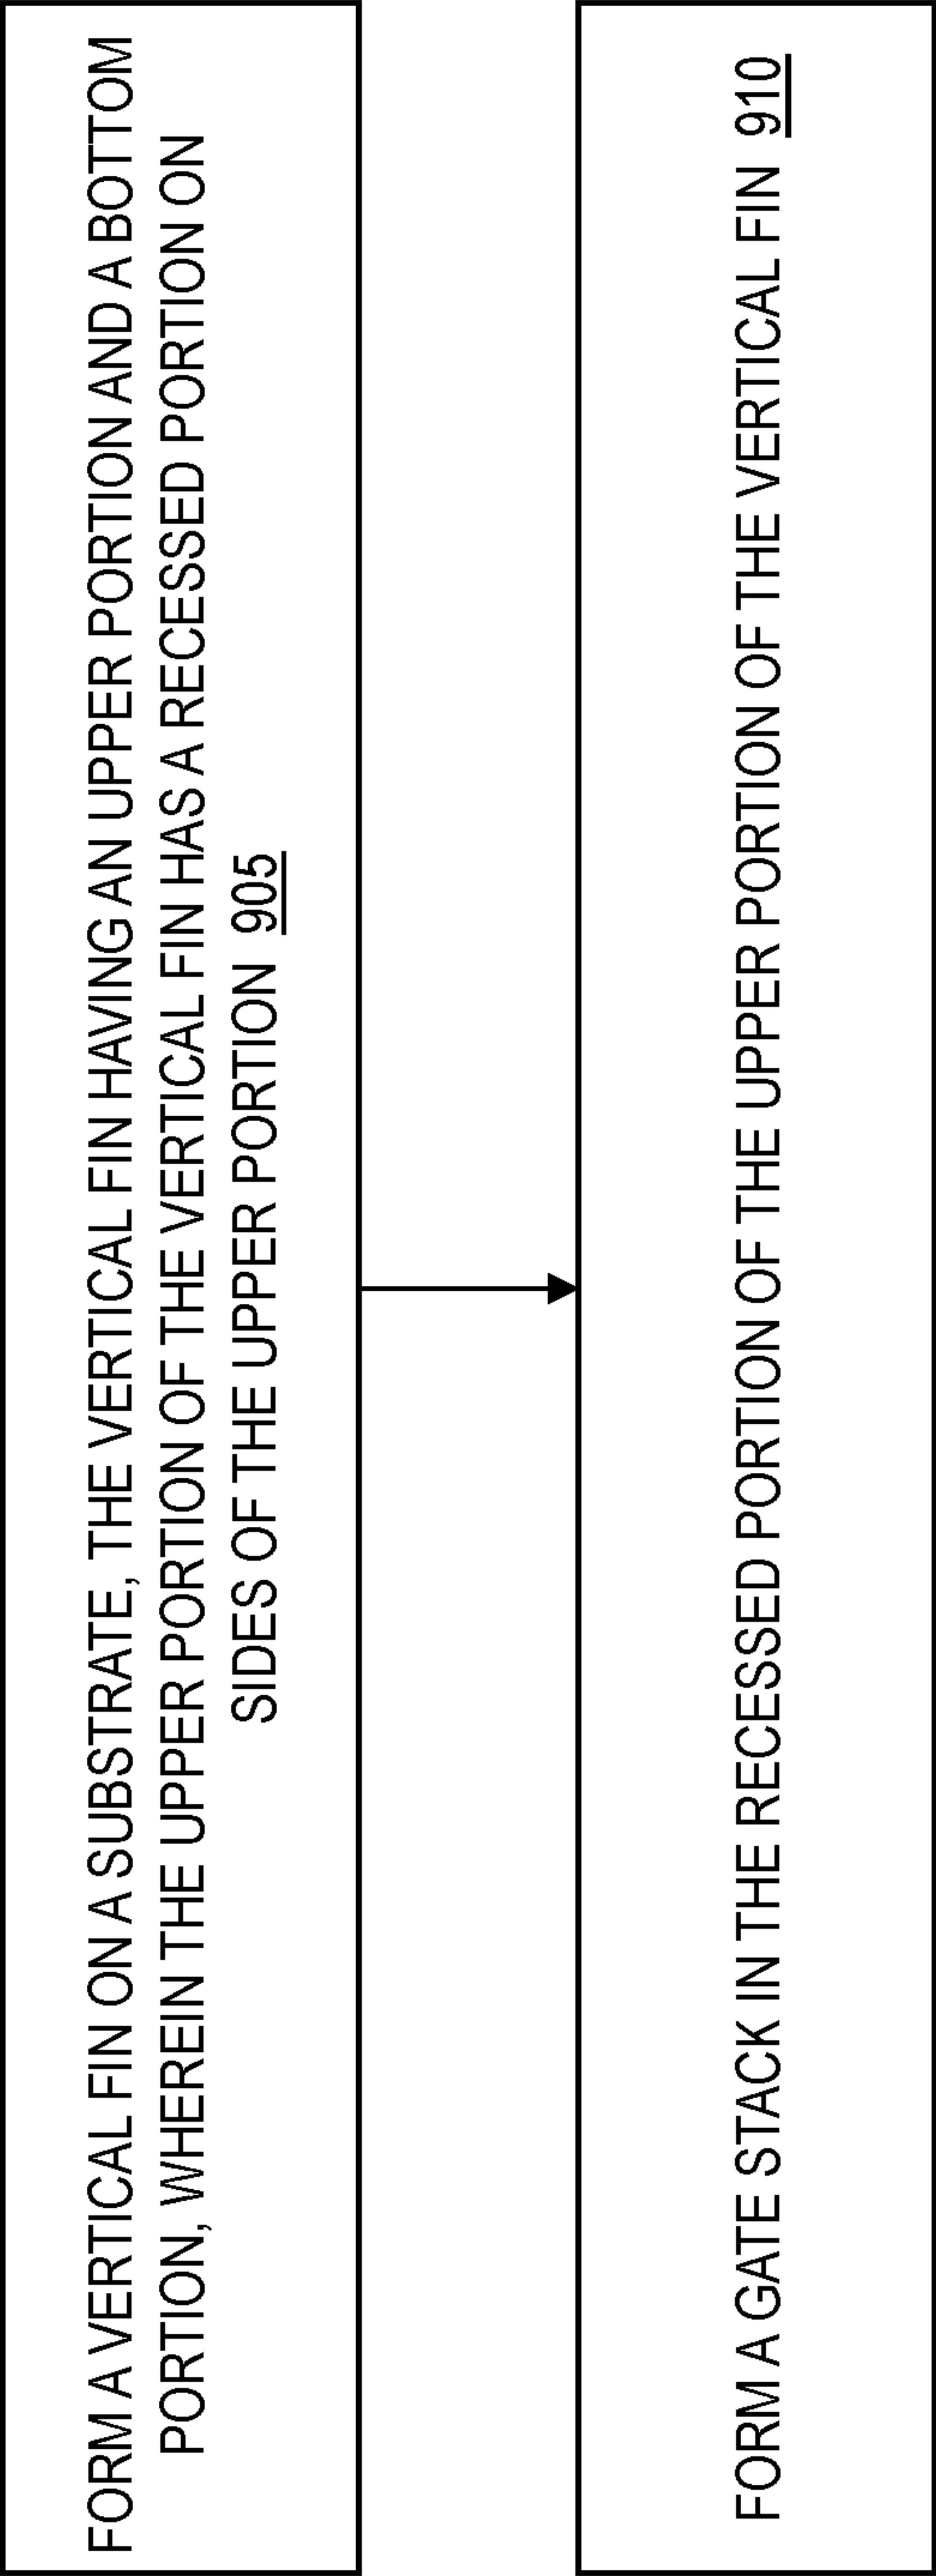 FORM A VERTICAL FIN ON A SUBSTRATE, THE VERTICAL FIN HAVING AN UPPER PORTION AND A BOTTOM
PORTION, WHEREIN THE UPPER PORTION OF THE VERTICAL FIN HAS A RECESSED PORTION ON
SIDES OF THE UPPER PORTION 905
FORM A GATE STACK IN THE RECESSED PORTION OF THE UPPER PORTION OF THE VERTICAL FIN 910